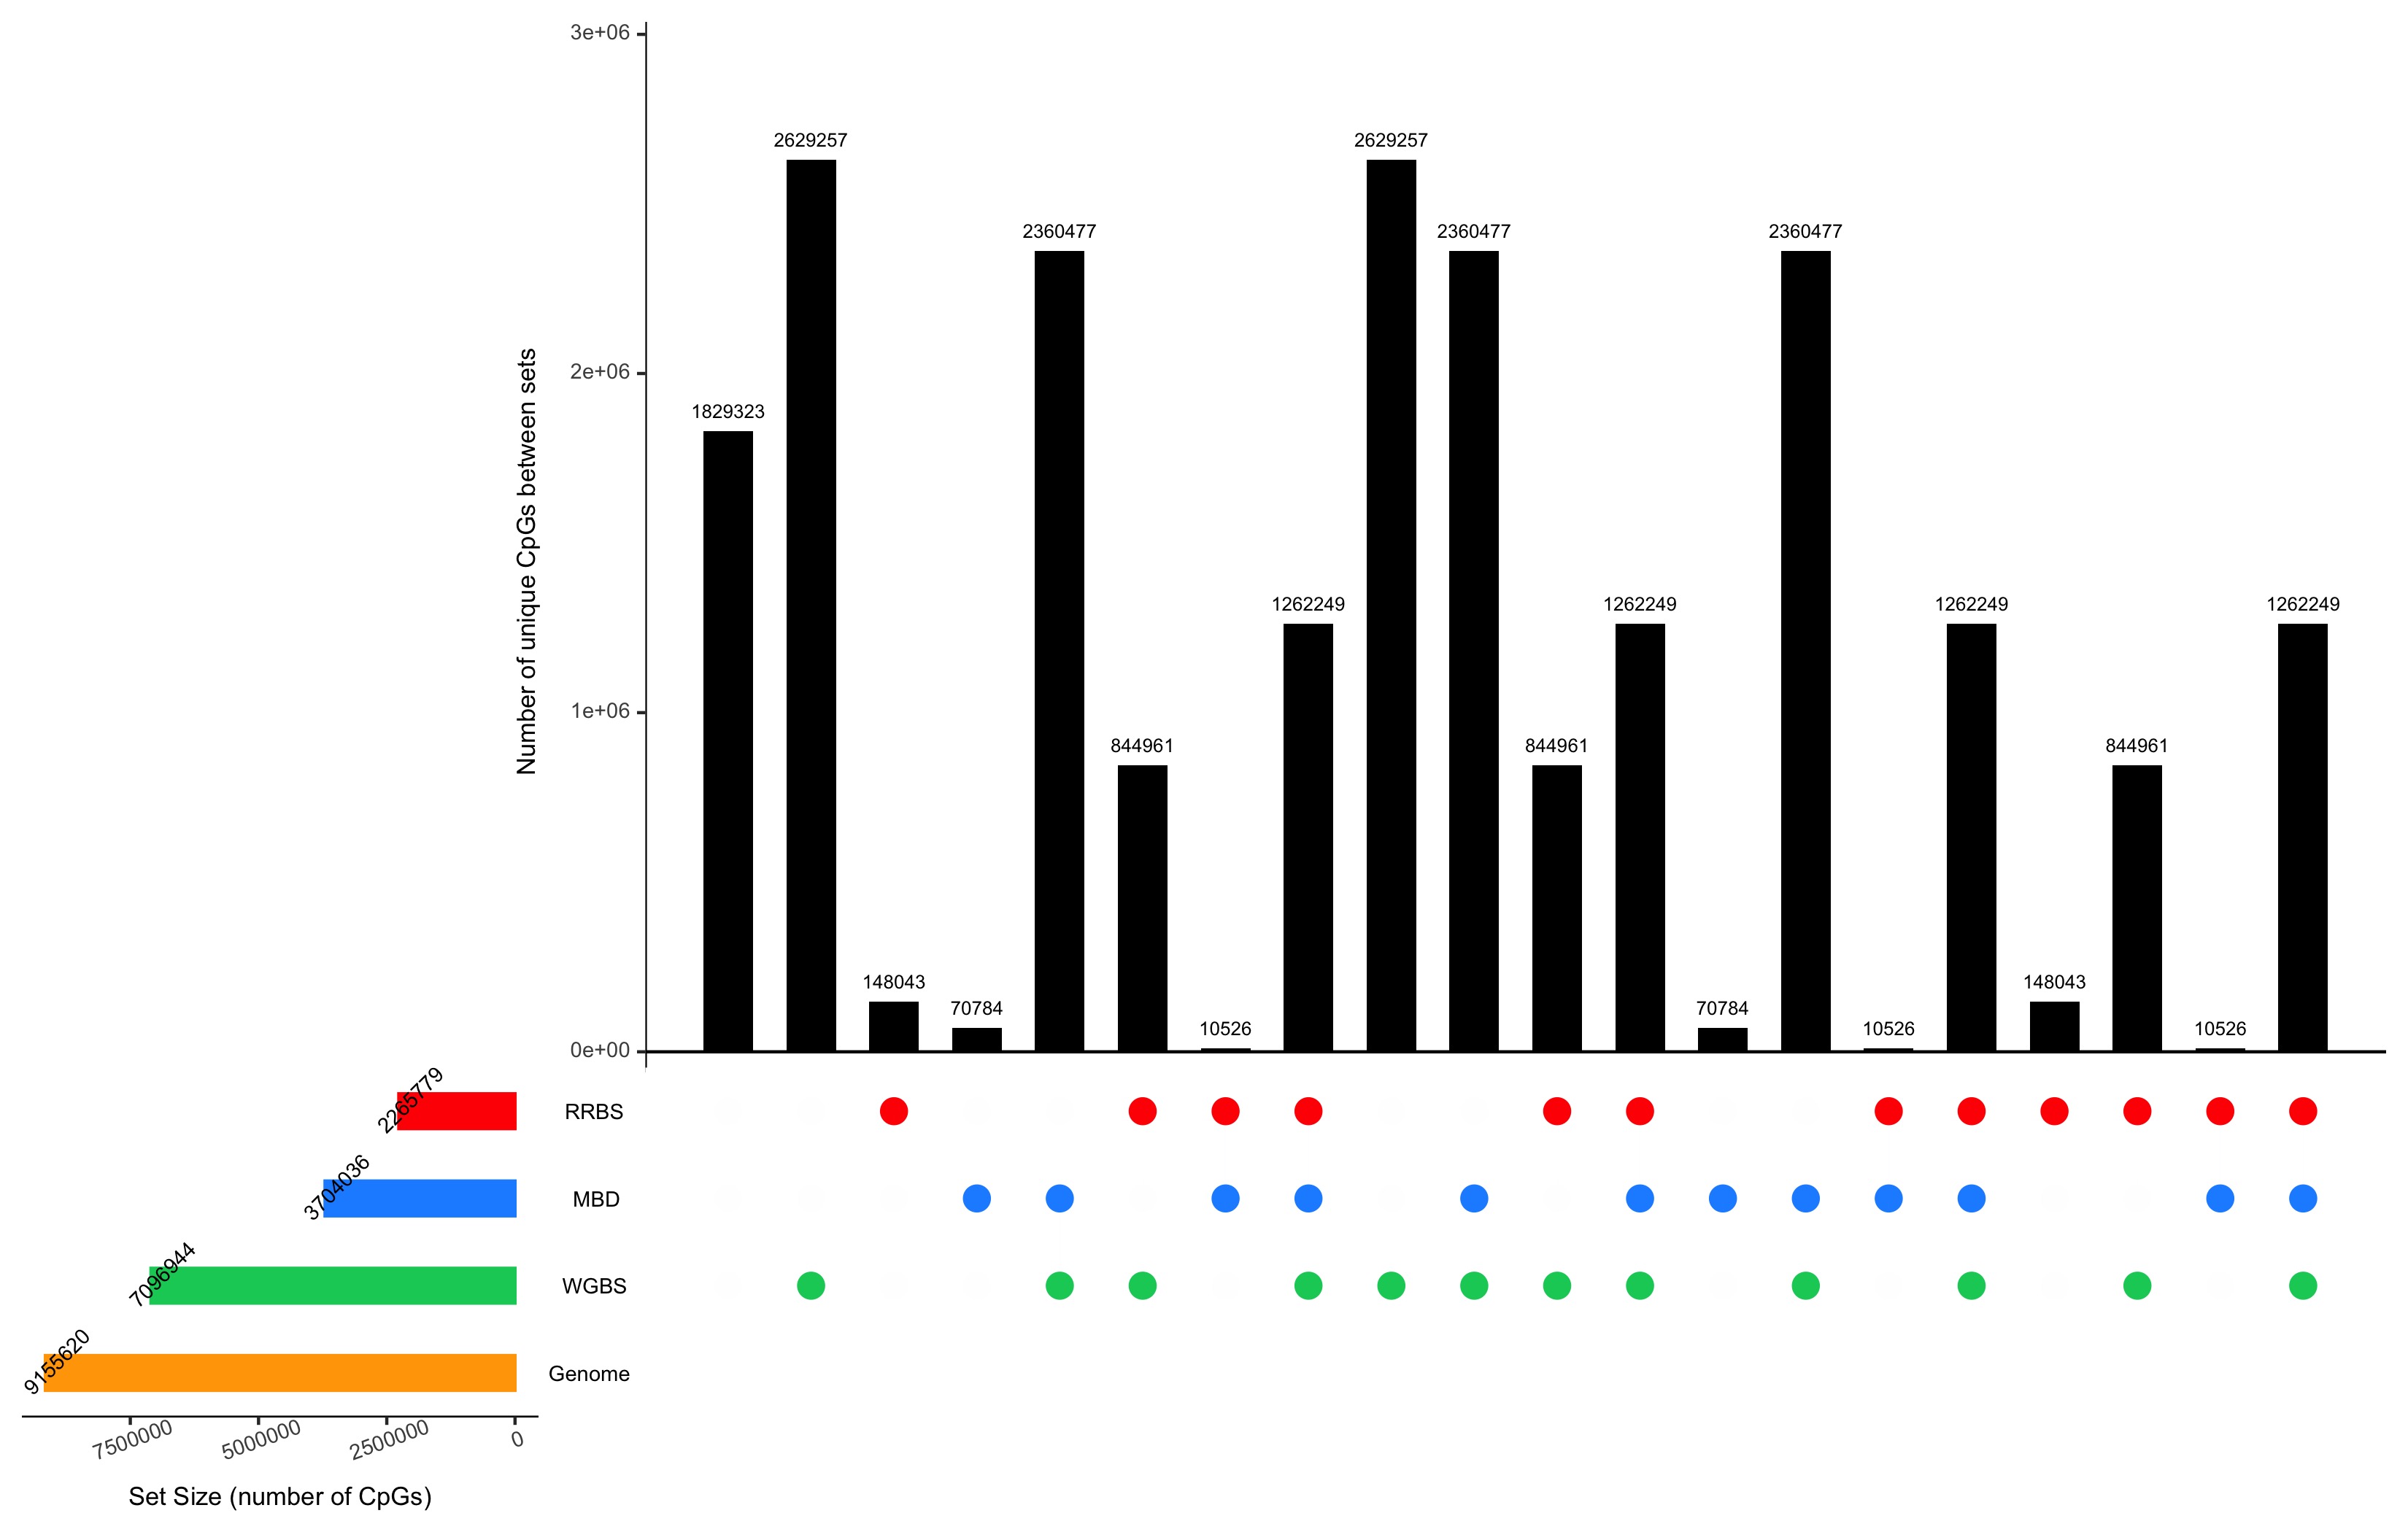 3e+06
2629257 2629257
2360477 2360477 2360477
2e+06
1829323
Number of unique CpGs between sets
1262249 1262249 1262249 1262249
1e+06
844961 844961 844961
148043 148043
70784 70784
10526 10526 10526
0e+00
2265779 RRBS
3704036 MBD
7096944 WGBS
9155620 Genome
7500000 5000000 2500000 0
Set Size (number of CpGs)